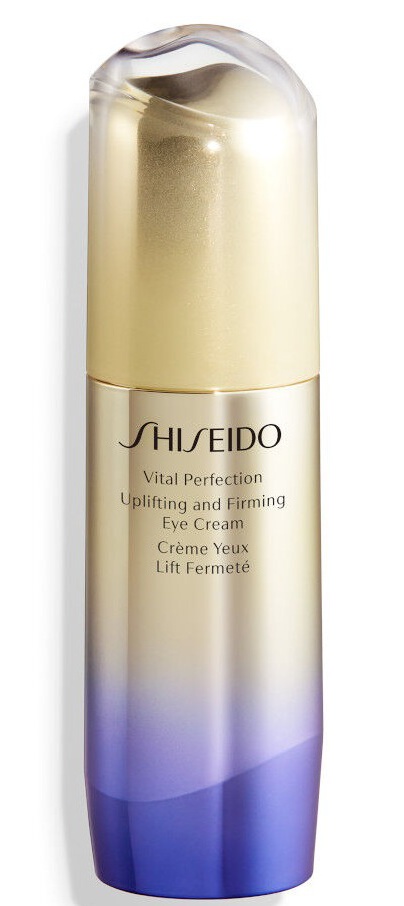 SHISEIDO
Vital Perfection
Uplifting and Firming
Eye Cream
Crème Yeux
Lift Fermeté